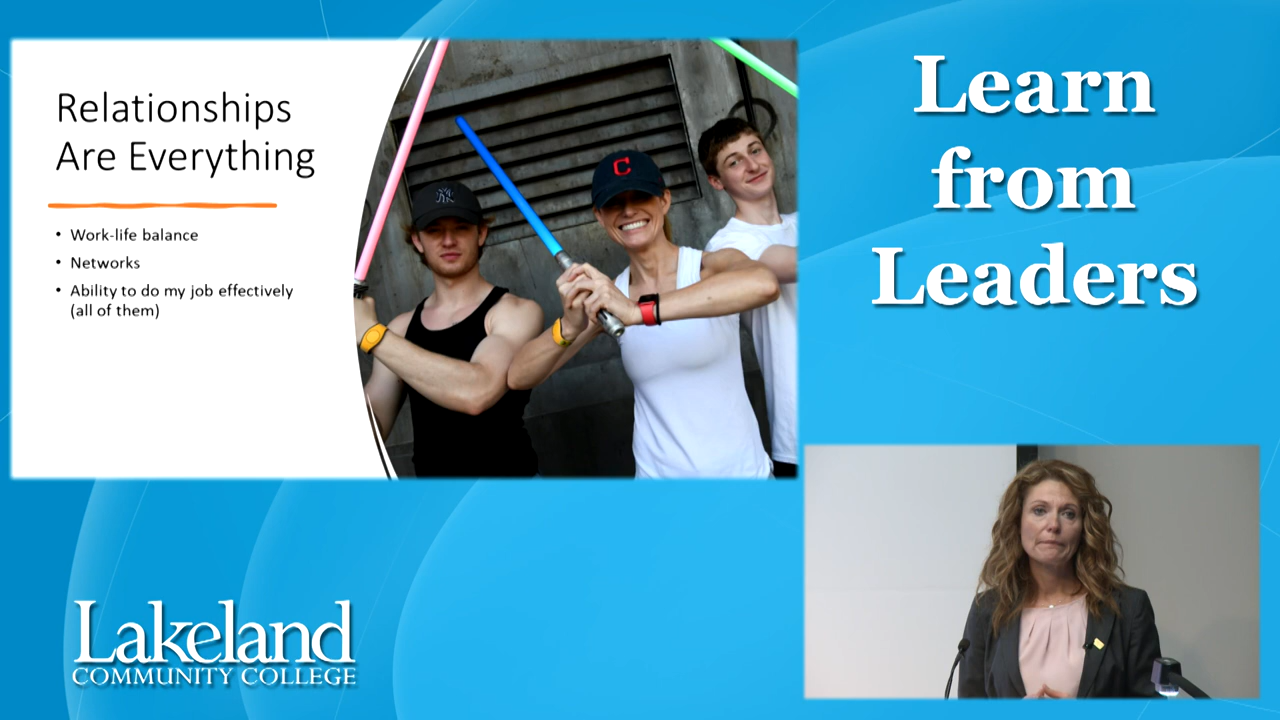 Relationships
Are Everything
• Work-life balance
• Networks
• Ability to do my job effectively
(all of them)
C
Learn
from
Leaders
Lakeland
COMMUNITY COLLEGE